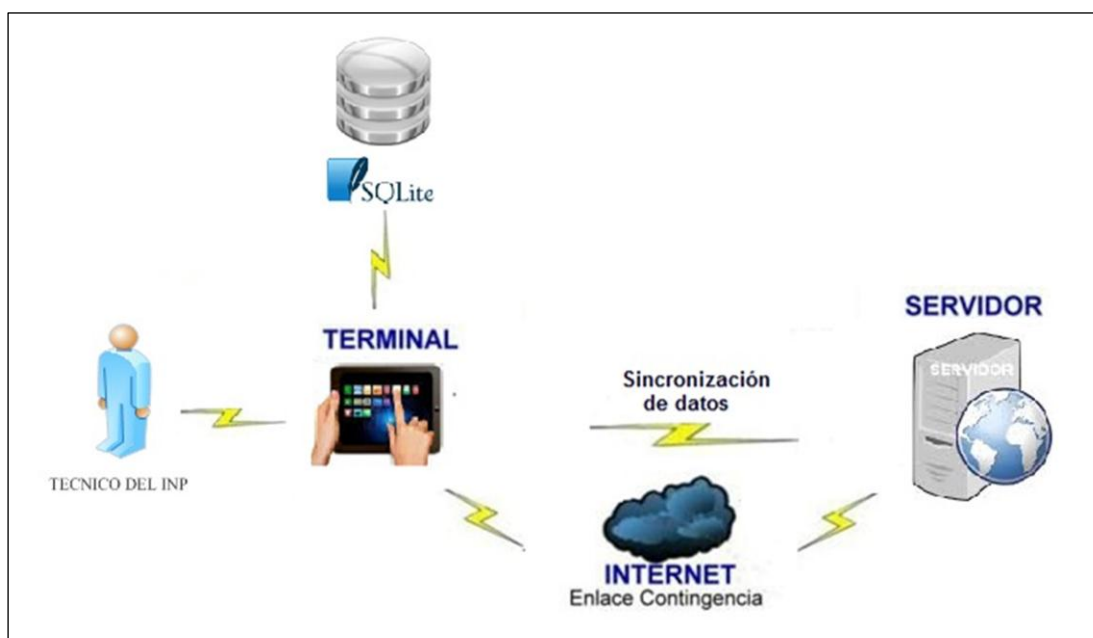 SQLite
SERVIDOR
TERMINAL
SERVIDOR
Sincronización
de datos
TECNICO DEL INP
INTERNET
Enlace Contingencia